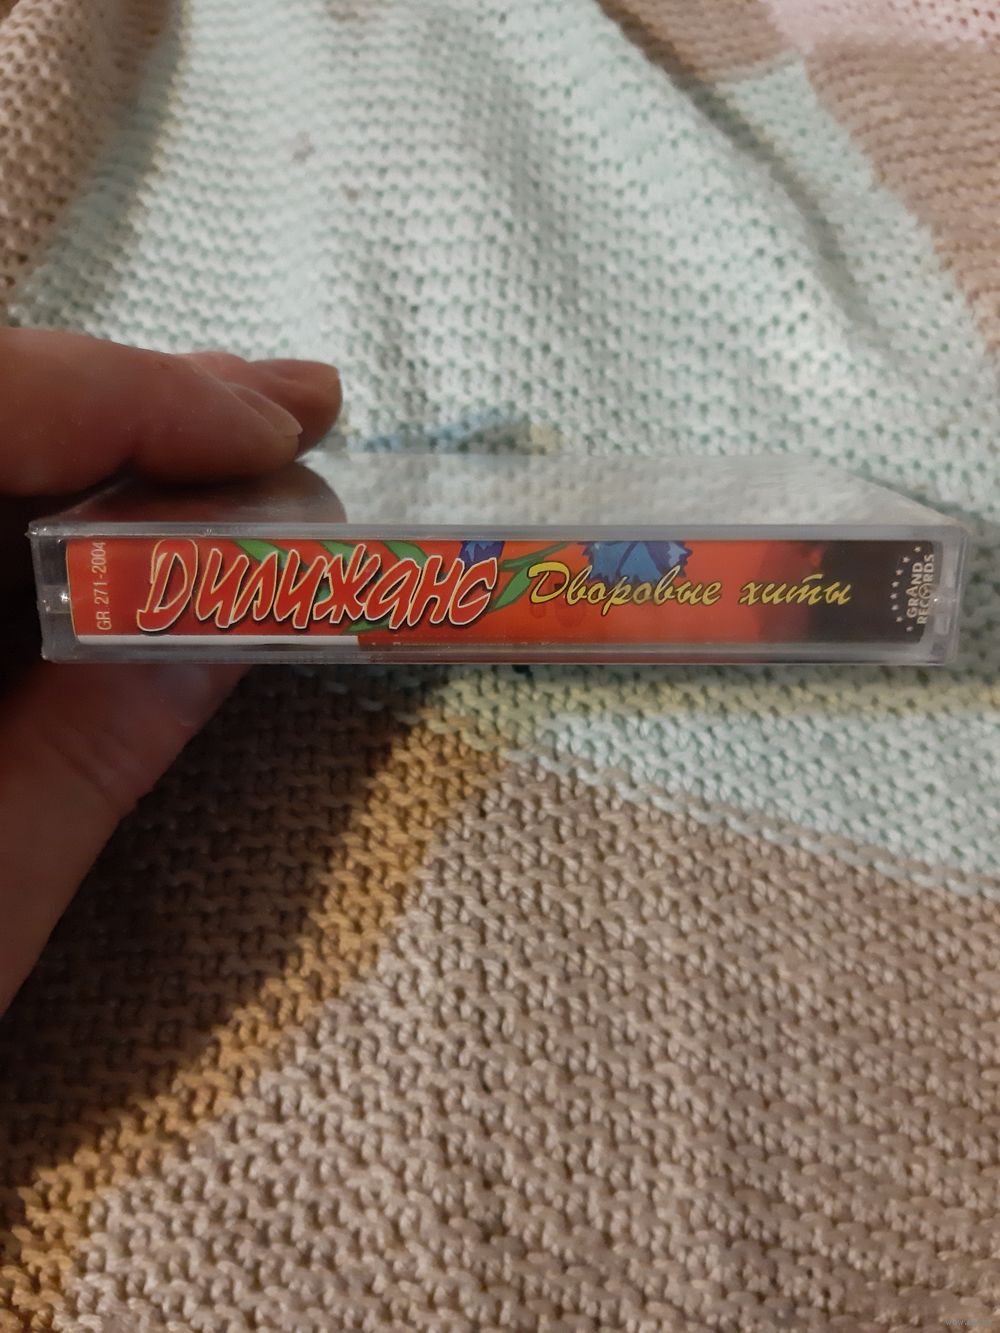 GR 271-2004
Дилижанс
Дворовые хиты
GRAND
RECORDS